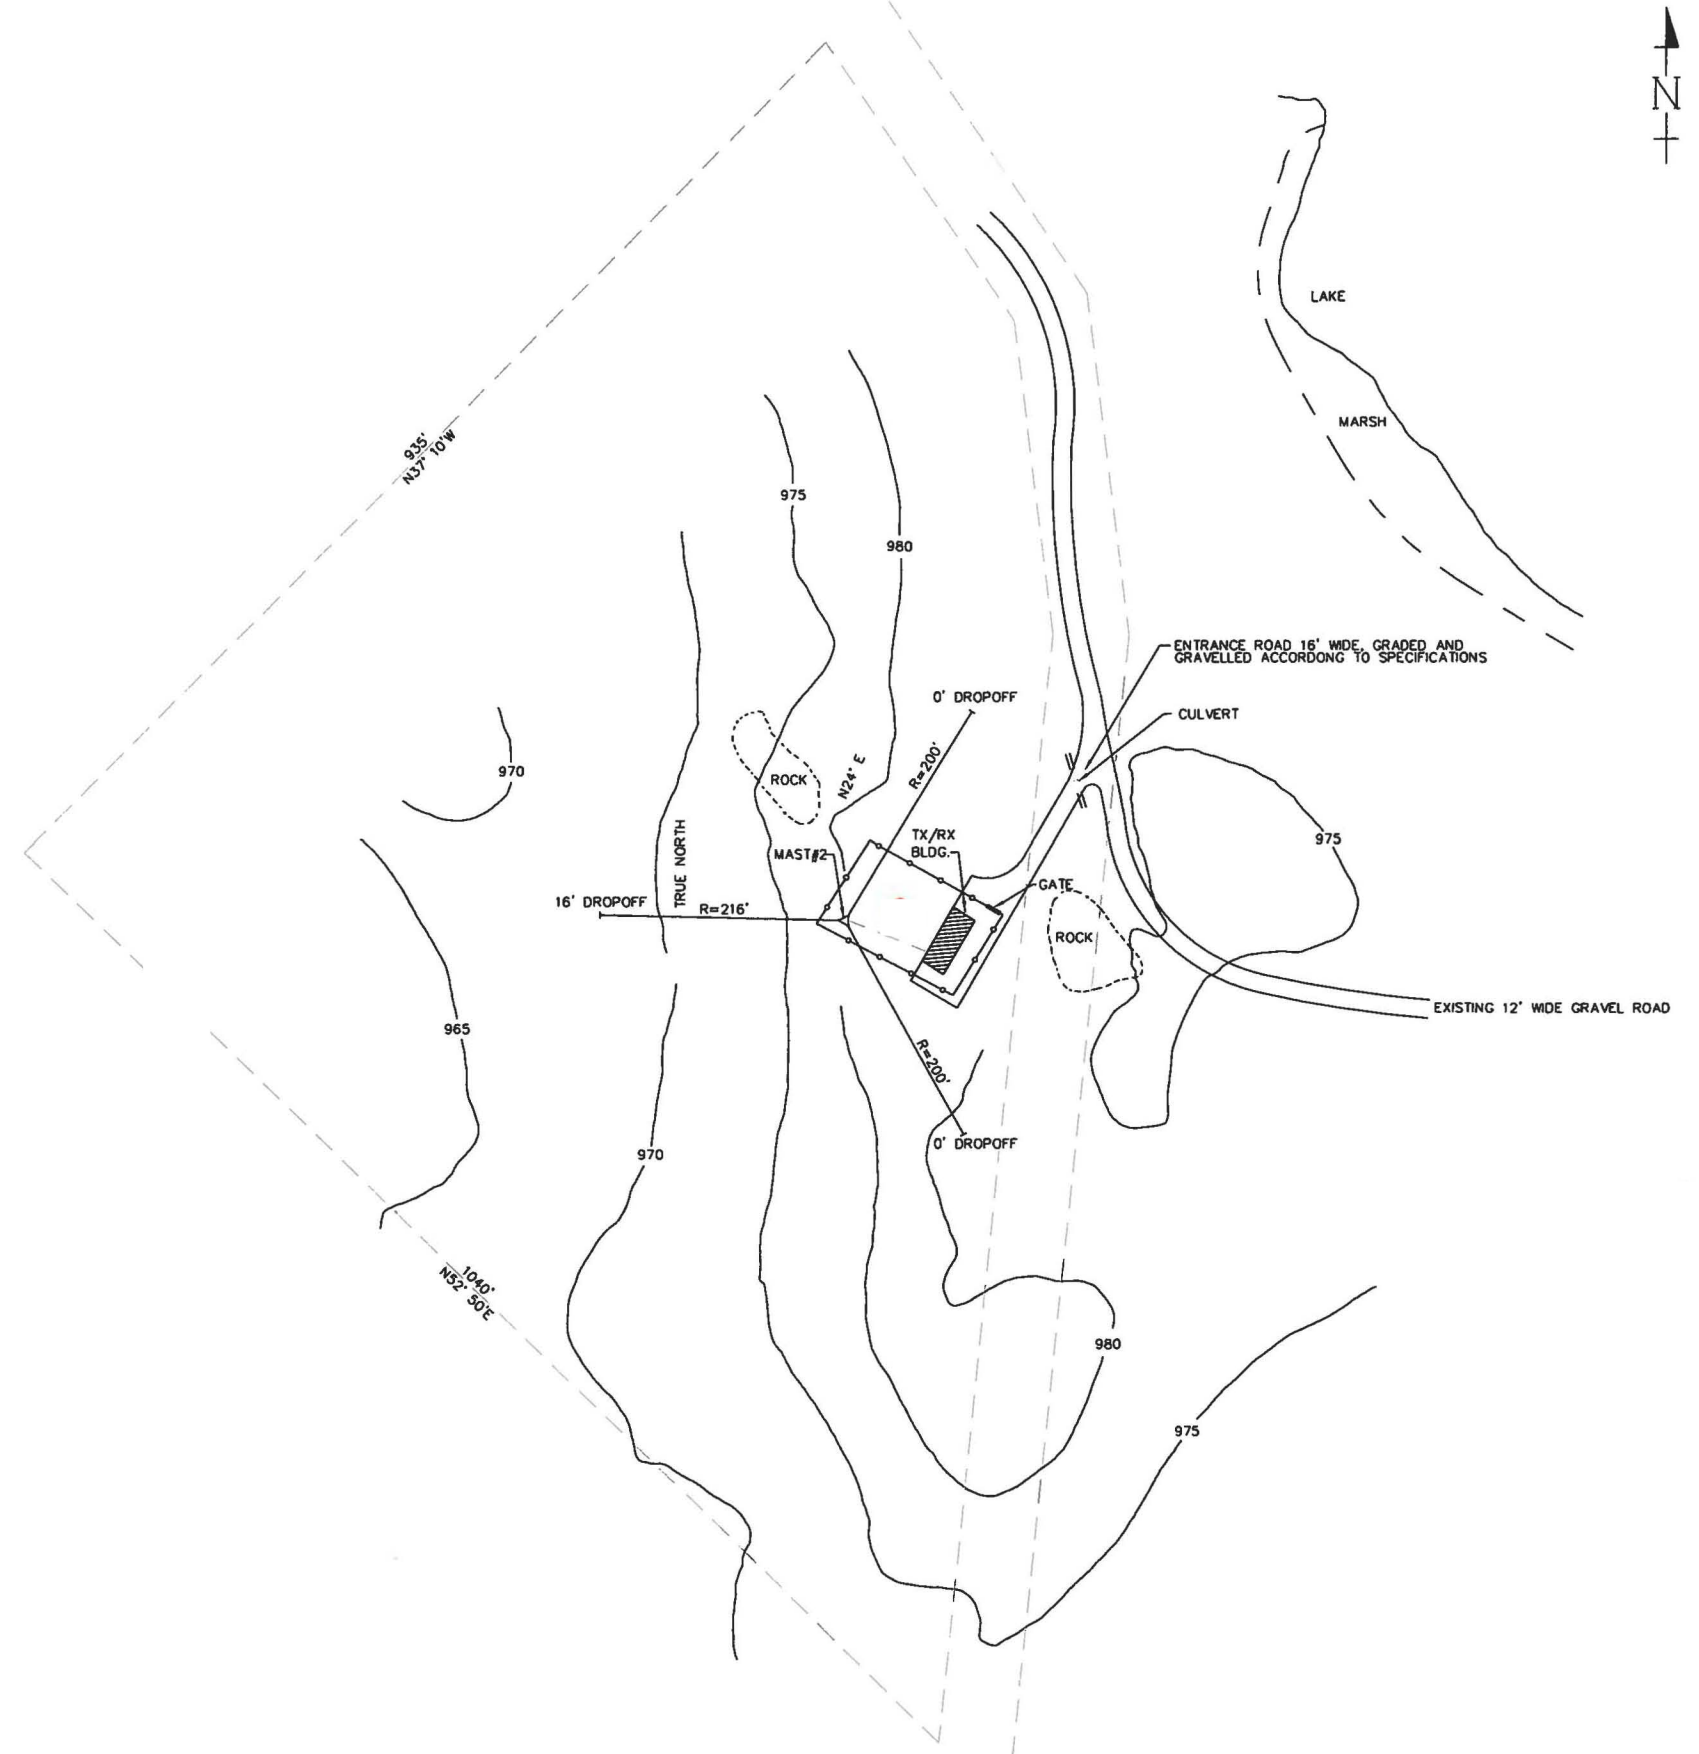 N
LAKE
935'
N37° 10'W
MARSH
975
980
ENTRANCE ROAD 16' WIDE, GRADED AND
GRAVELLED ACCORDONG TO SPECIFICATIONS
0' DROPOFF
CULVERT
R=200'
N24° E
970
ROCK
TX/RX
BLDG.
975
TRUE NORTH
MAST#2
GATE
16' DROPOFF
R=216'
ROCK
EXISTING 12' WIDE GRAVEL ROAD
965
R=200'
0' DROPOFF
970
1040'
N52° 50'E
980
975